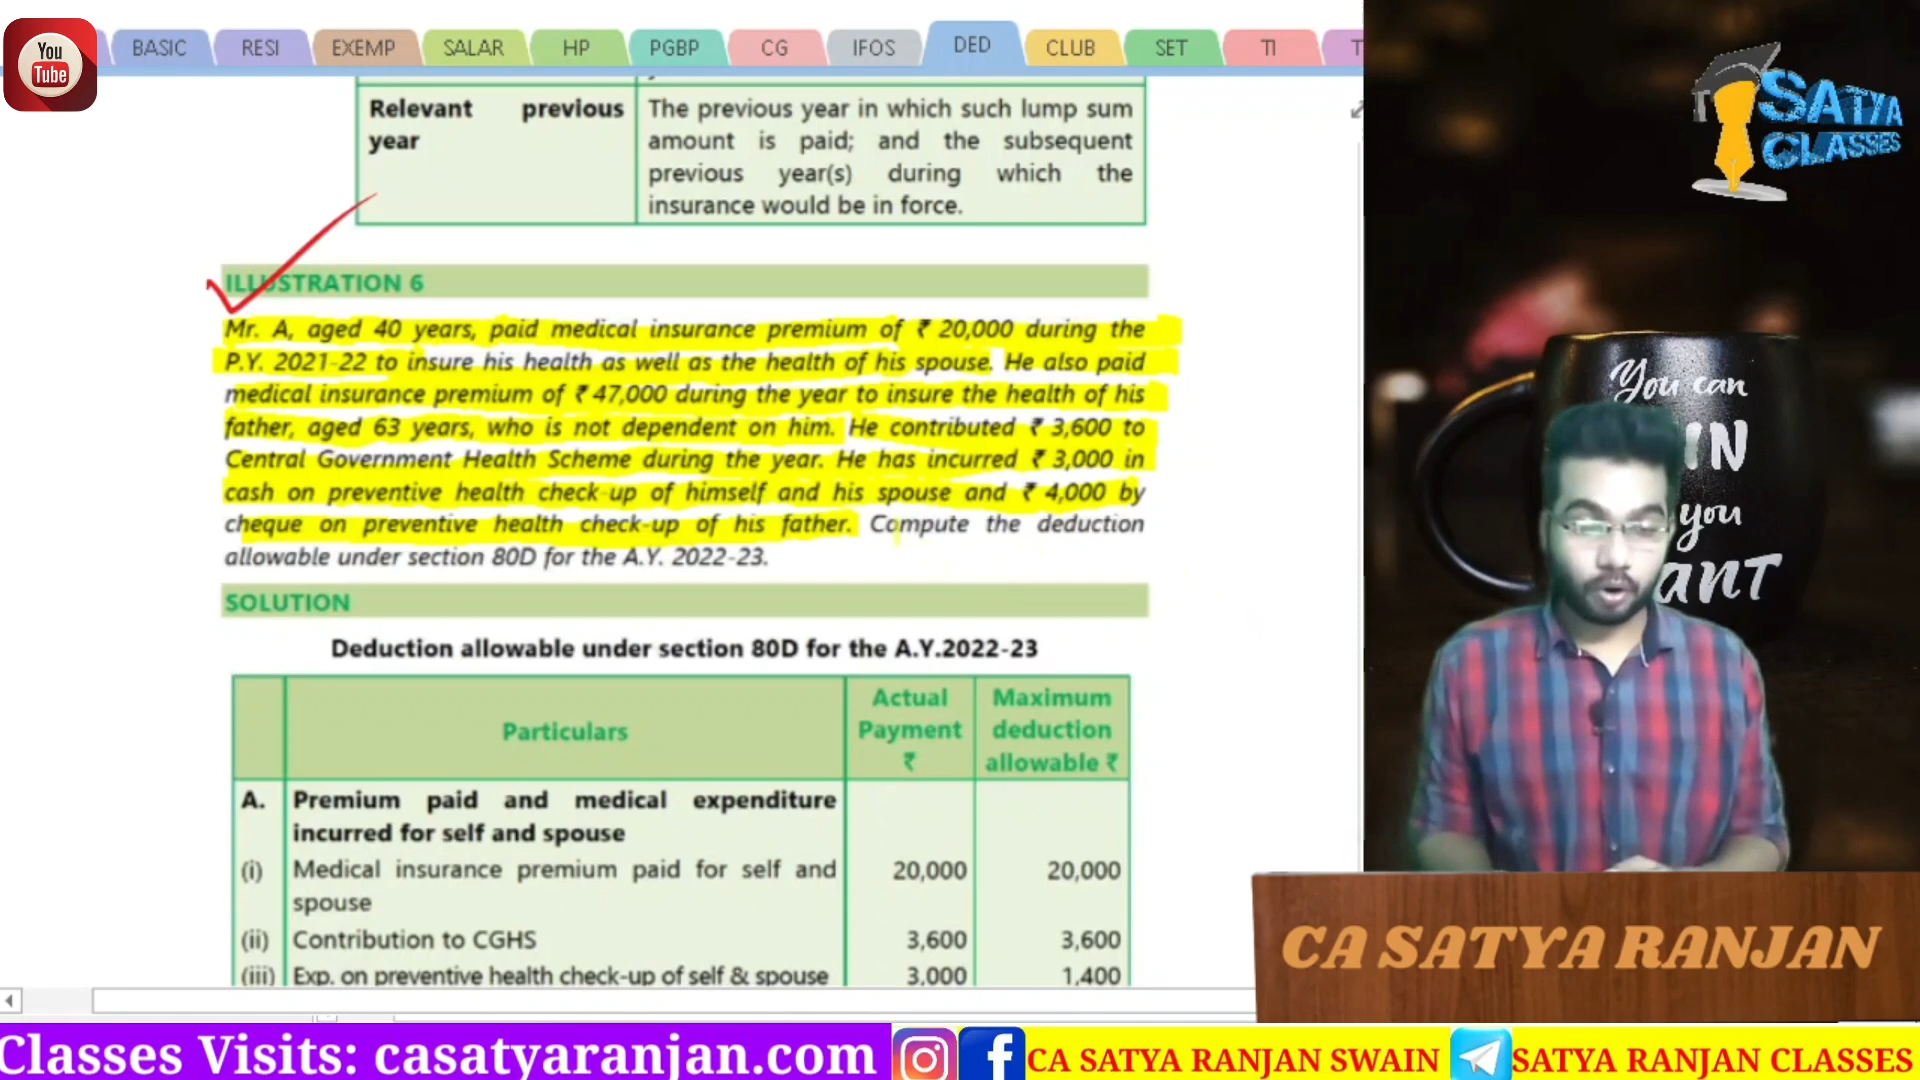 You
Tube
BASIC
RESI
EXEMP
SALAR
HP
PGBP
CG
IFOS
DED
CLUB
SET
TI
T
SATYA
CLASSES
Relevant previous
year
The previous year in which such lump sum
amount is paid; and the subsequent
previous year(s) during which the
insurance would be in force.
ILLUSTRATION 6
Mr. A, aged 40 years, paid medical insurance premium of ₹ 20,000 during the
P.Y. 2021-22 to insure his health as well as the health of his spouse. He also paid
medical insurance premium of ₹ 47,000 during the year to insure the health of his
father, aged 63 years, who is not dependent on him. He contributed ₹ 3,600 to
Central Government Health Scheme during the year. He has incurred ₹ 3,000 in
cash on preventive health check-up of himself and his spouse and ₹ 4,000 by
cheque on preventive health check-up of his father. Compute the deduction
allowable under section 80D for the A.Y. 2022-23.
SOLUTION
Deduction allowable under section 80D for the A.Y.2022-23
Particulars
Actual
Payment
₹
Maximum
deduction
allowable ₹
A. Premium paid and medical expenditure
incurred for self and spouse
(i) Medical insurance premium paid for self and
spouse
20,000 20,000
(ii) Contribution to CGHS 3,600 3,600
(iii) Exp. on preventive health check-up of self & spouse 3,000 1,400
You can
IN
you
ANT
CA SATYA RANJAN
Classes Visits: casatyaranjan.com
CA SATYA RANJAN SWAIN
SATYA RANJAN CLASSES